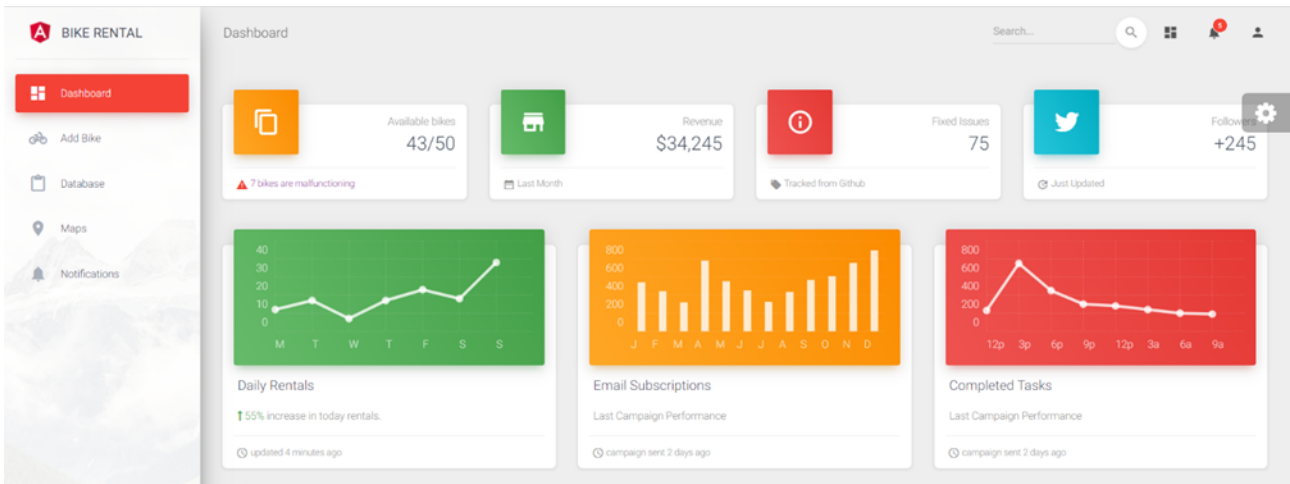 A BIKE RENTAL
Dashboard
Add Bike
Database
Maps
Notifications
Dashboard
Search...
5
Available bikes
43/50
7 bikes are malfunctioning
Revenue
$34,245
Last Month
Fixed Issues
75
Tracked from Github
Followers
+245
Just Updated
40
30
20
10
0
M T W T F S S
Daily Rentals
55% increase in today rentals.
updated 4 minutes ago
800
600
400
200
0
J F M A M J J A S O N D
Email Subscriptions
Last Campaign Performance
campaign sent 2 days ago
800
600
400
200
0
12p 3p 6p 9p 12p 3a 6a 9a
Completed Tasks
Last Campaign Performance
campaign sent 2 days ago